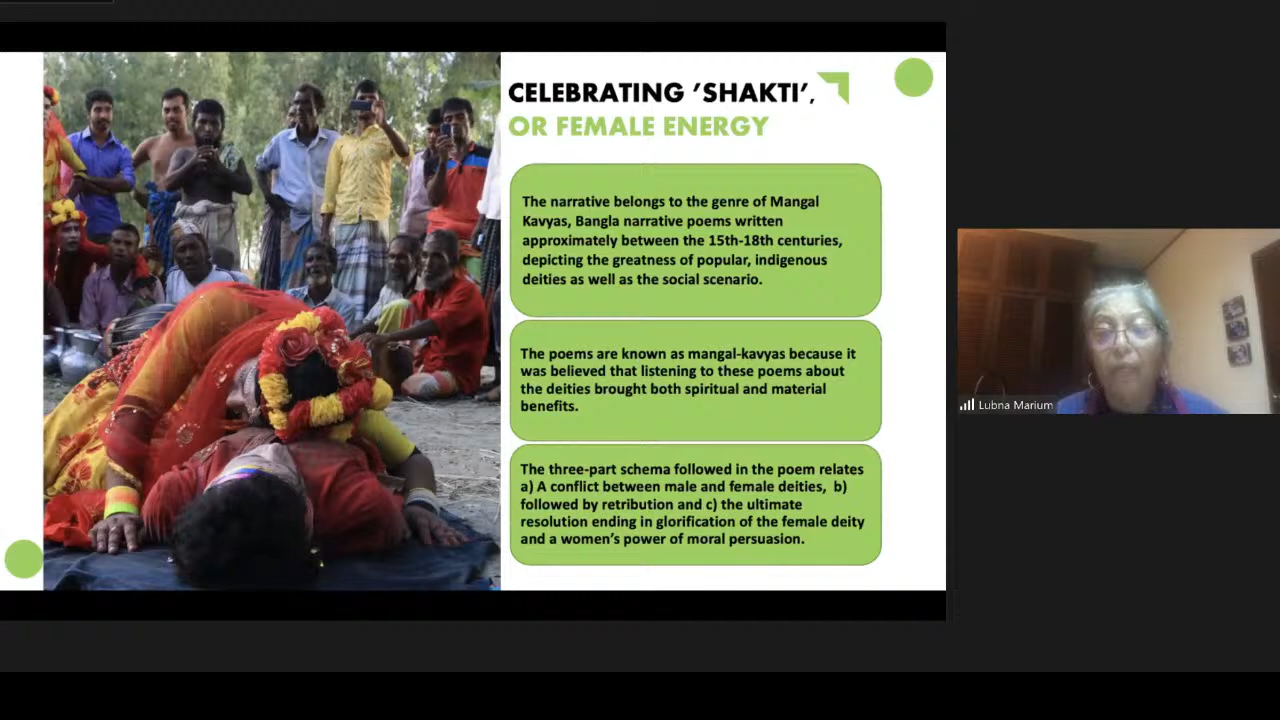 CELEBRATING ‘SHAKTI’,
OR FEMALE ENERGY
The narrative belongs to the genre of Mangal
Kavyas, Bangla narrative poems written
approximately between the 15th-18th centuries,
depicting the greatness of popular, indigenous
deities as well as the social scenario.
The poems are known as mangal-kavyas because it
was believed that listening to these poems about
the deities brought both spiritual and material
benefits.
The three-part schema followed in the poem relates
a) A conflict between male and female deities, b)
followed by retribution and c) the ultimate
resolution ending in glorification of the female deity
and a women’s power of moral persuasion.
Lubna Marium